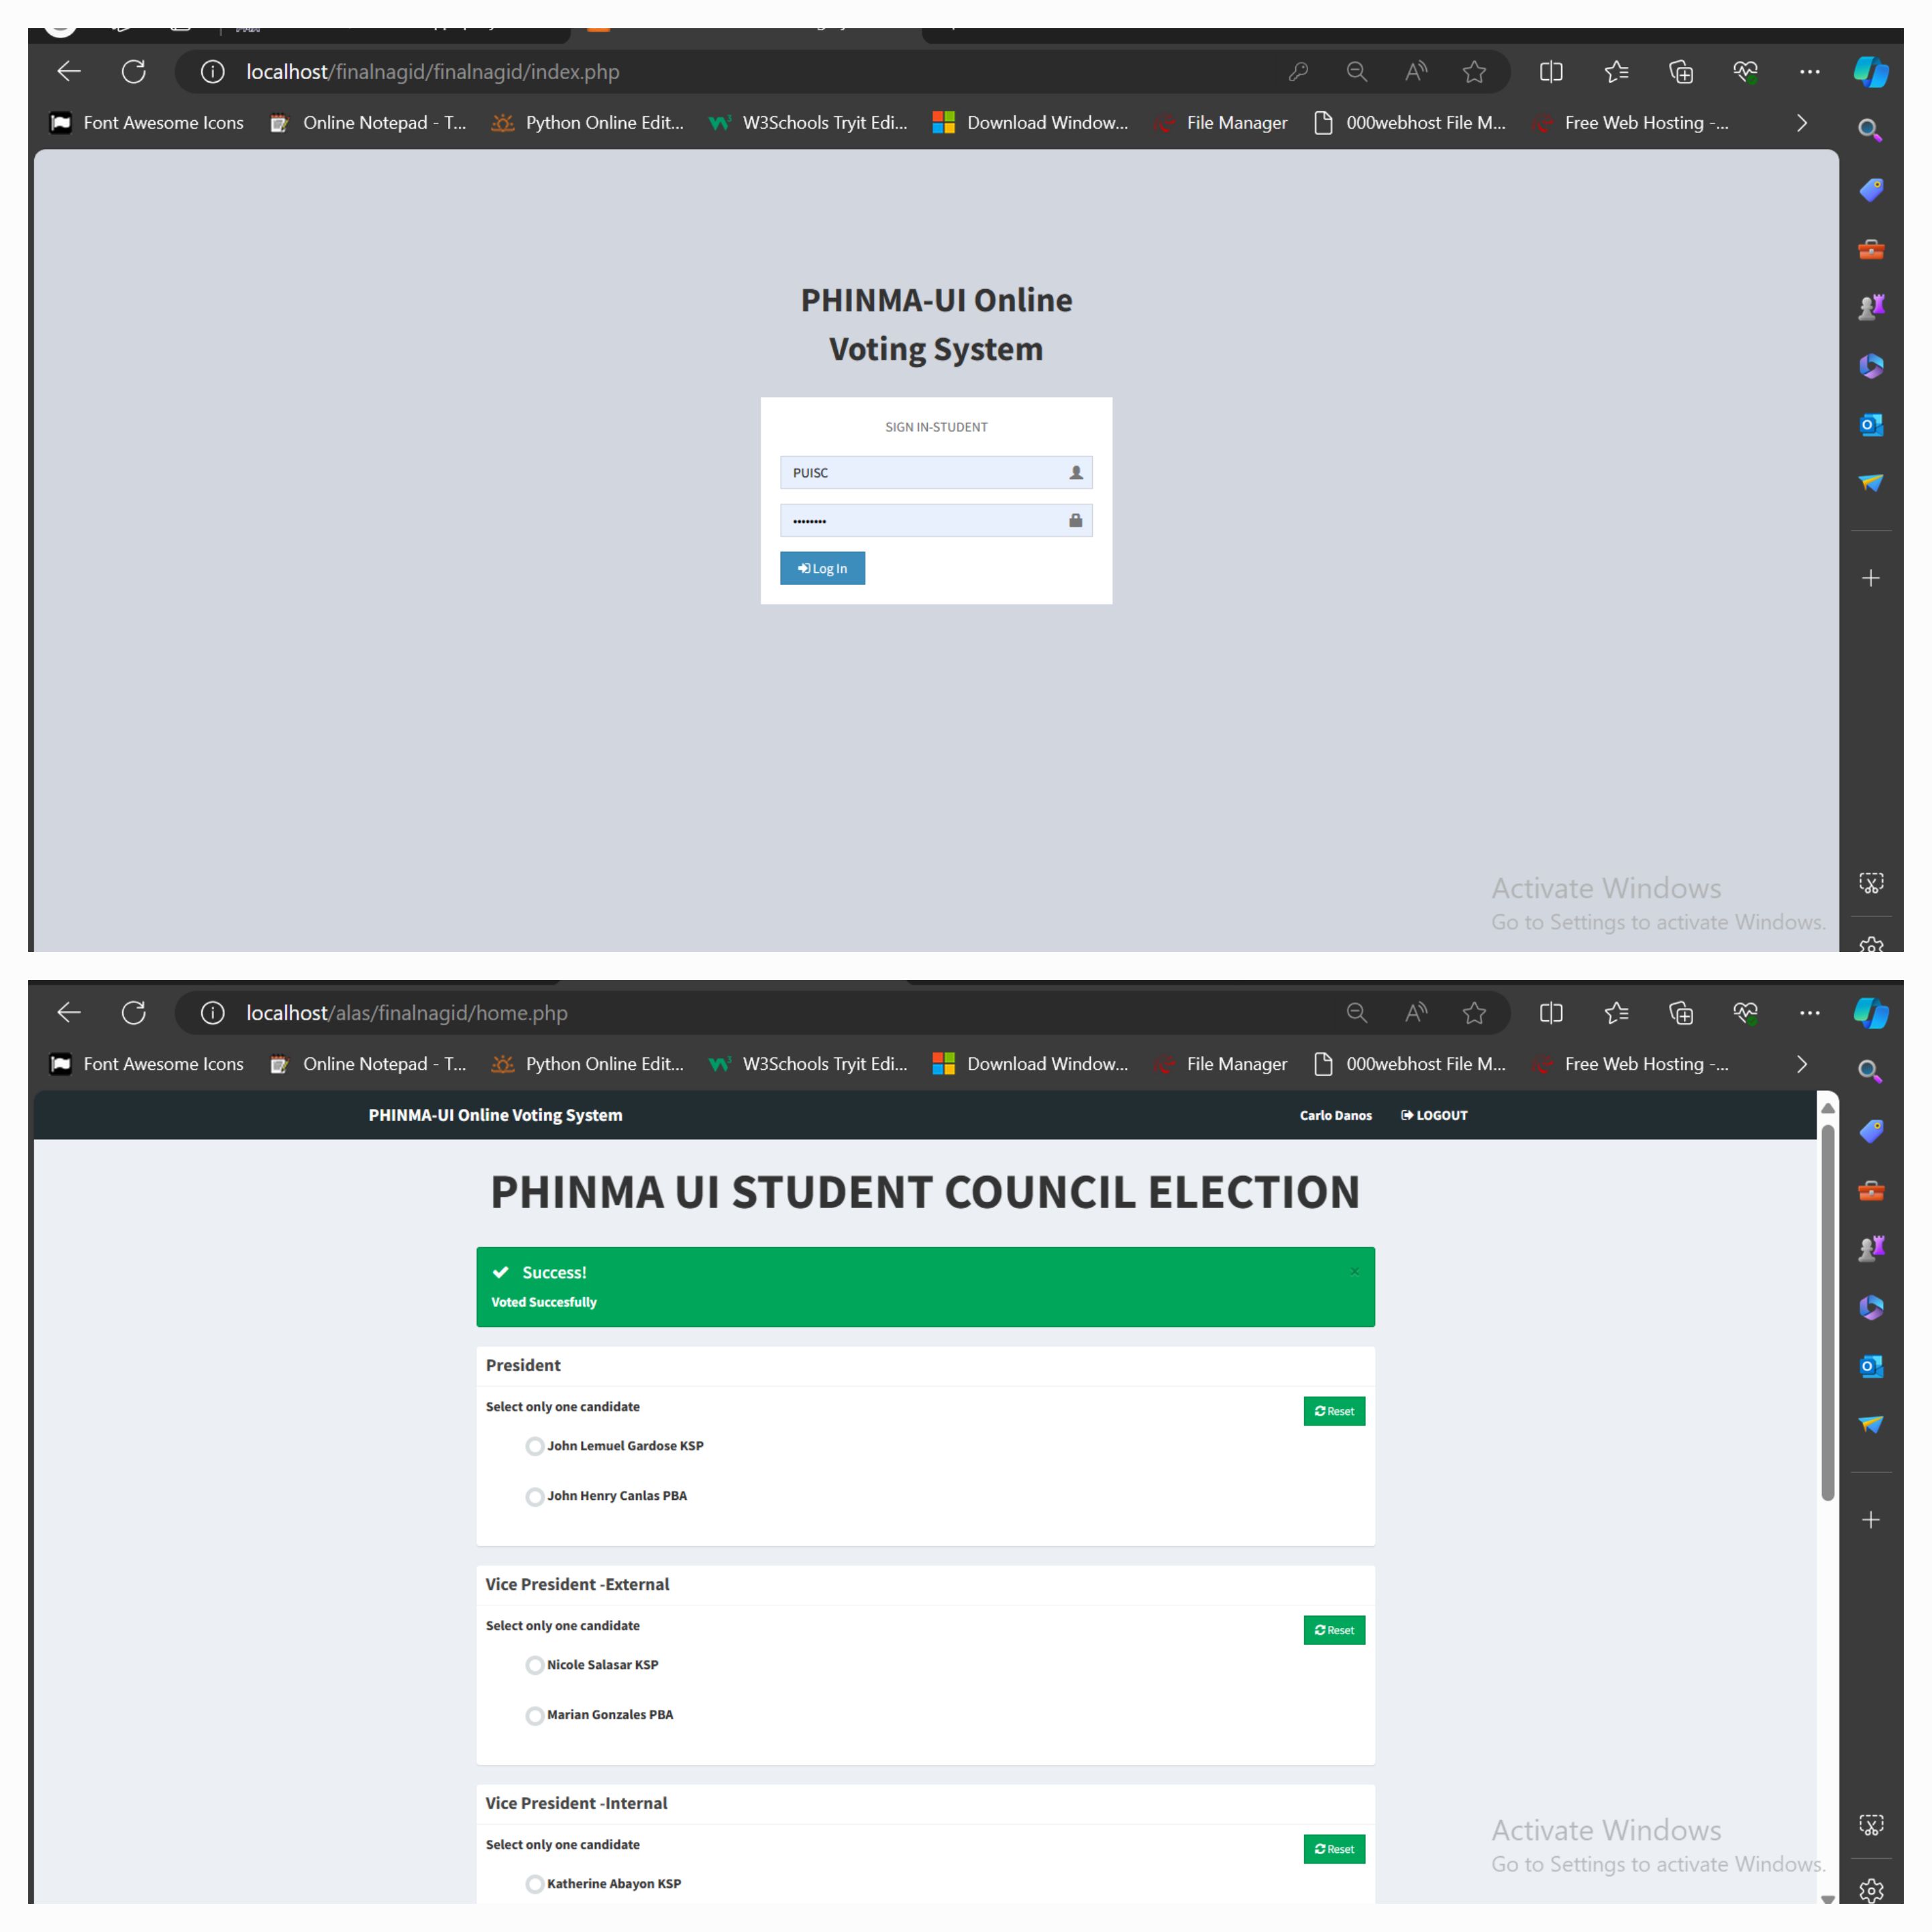 localhost/finalnagid/finalnagid/index.php
Font Awesome Icons Online Notepad - T... Python Online Edit... W3Schools Tryit Edi... Download Window... File Manager 000webhost File M... Free Web Hosting -...
PHINMA-UI Online
Voting System
SIGN IN-STUDENT
PUISC
••••••••
Log In
Activate Windows
Go to Settings to activate Windows.
localhost/alas/finalnagid/home.php
Font Awesome Icons Online Notepad - T... Python Online Edit... W3Schools Tryit Edi... Download Window... File Manager 000webhost File M... Free Web Hosting -...
PHINMA-UI Online Voting System Carlo Danos LOGOUT
PHINMA UI STUDENT COUNCIL ELECTION
Success! ×
Voted Succesfully
President
Select only one candidate Reset
John Lemuel Gardose KSP
John Henry Canlas PBA
Vice President -External
Select only one candidate Reset
Nicole Salasar KSP
Marian Gonzales PBA
Vice President -Internal
Select only one candidate Reset
Katherine Abayon KSP
Activate Windows
Go to Settings to activate Windows.